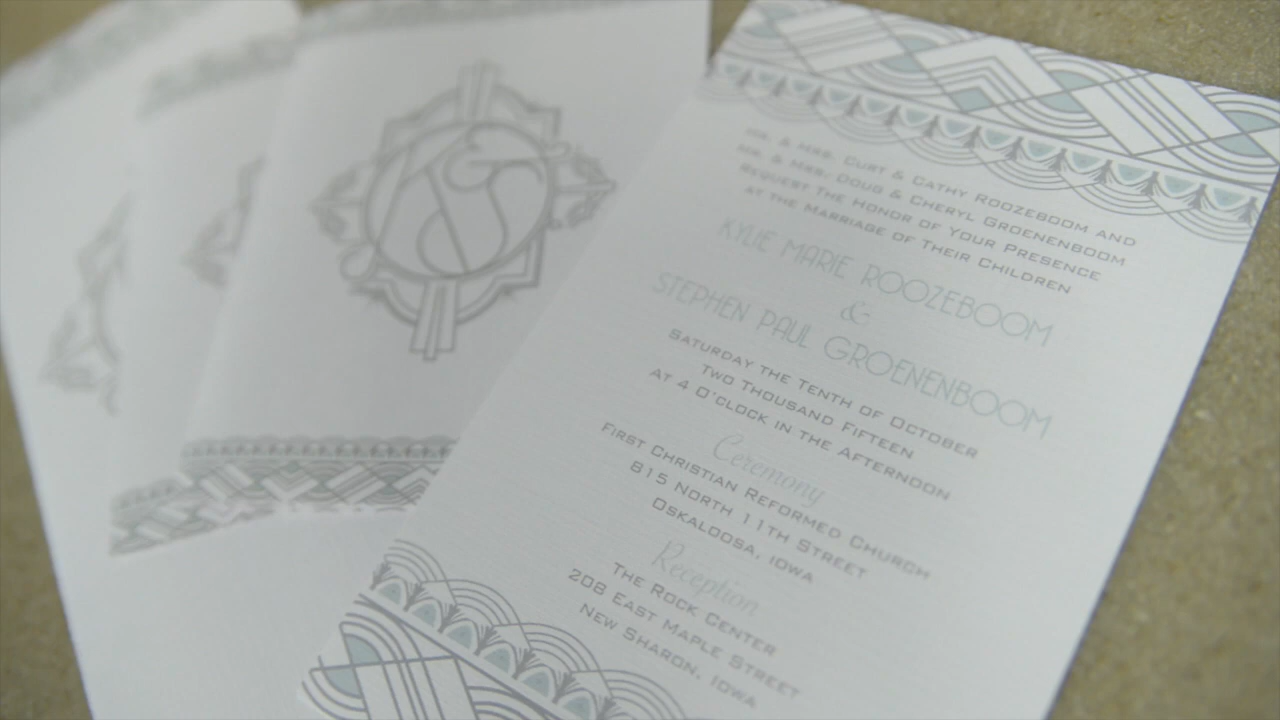 Mr. & Mrs. Curt & Cathy Roozeboom and
Mr. & Mrs. Doug & Cheryl Groenenboom
Request The Honor of Your Presence
at the Marriage of Their Children
KYLIE MARIE ROOZEBOOM
&
STEPHEN PAUL GROENENBOOM
Saturday the Tenth of October
Two Thousand Fifteen
at 4 O'clock in the Afternoon
Ceremony
First Christian Reformed Church
815 North 11th Street
Oskaloosa, Iowa
Reception
The Rock Center
208 East Maple Street
New Sharon, Iowa